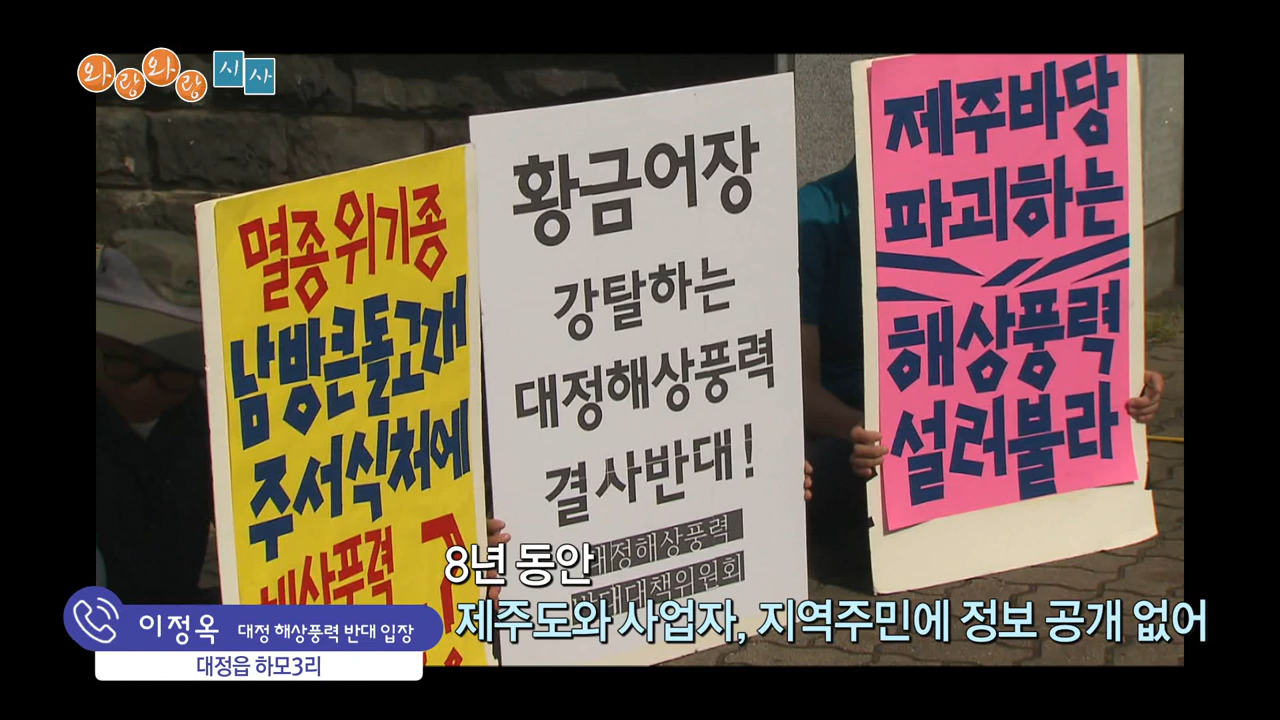 와랑와랑 시사
멸종 위기종
남방큰돌고래
주서식처에
해상풍력
?
황금어장
강탈하는
대정해상풍력
결사반대!
대정해상풍력
반대대책위원회
제주바당
파괴하는
해상풍력
설러불라
8년 동안
제주도와 사업자, 지역주민에 정보 공개 없어
이정옥 대정 해상풍력 반대 입장
대정읍 하모3리